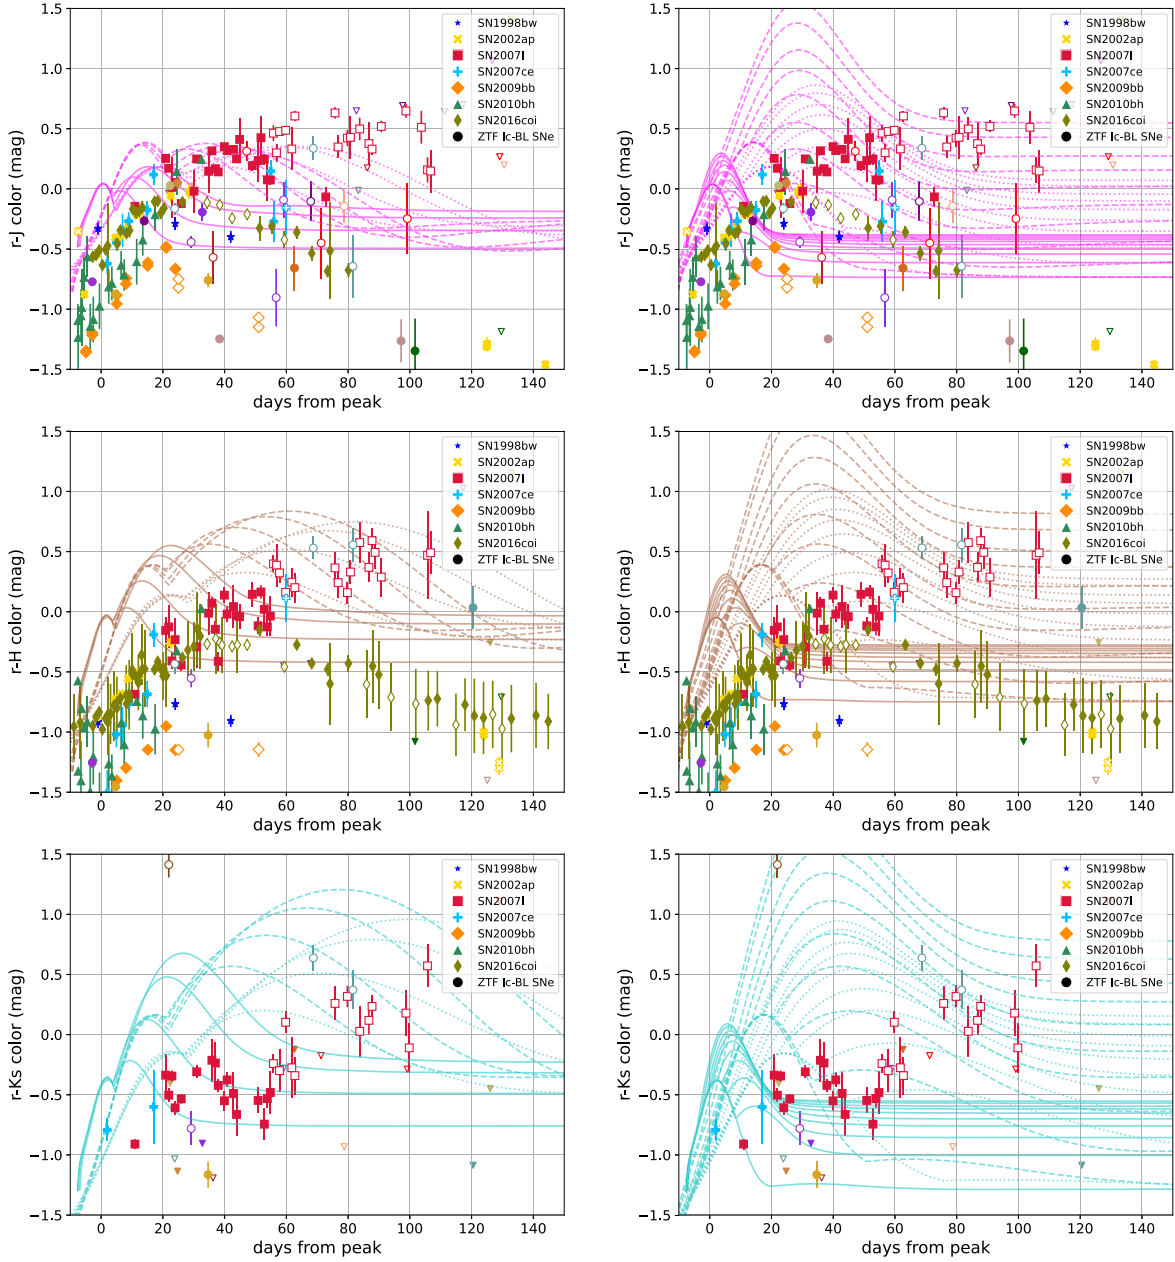 1.5
1.0
0.5
0.0
−0.5
−1.0
−1.5
r-J color (mag)
0 20 40 60 80 100 120 140
days from peak
SN1998bw
SN2002ap
SN2007I
SN2007ce
SN2009bb
SN2010bh
SN2016coi
ZTF Ic-BL SNe
1.5
1.0
0.5
0.0
−0.5
−1.0
−1.5
r-J color (mag)
0 20 40 60 80 100 120 140
days from peak
SN1998bw
SN2002ap
SN2007I
SN2007ce
SN2009bb
SN2010bh
SN2016coi
ZTF Ic-BL SNe
1.5
1.0
0.5
0.0
−0.5
−1.0
−1.5
r-H color (mag)
0 20 40 60 80 100 120 140
days from peak
SN1998bw
SN2002ap
SN2007I
SN2007ce
SN2009bb
SN2010bh
SN2016coi
ZTF Ic-BL SNe
1.5
1.0
0.5
0.0
−0.5
−1.0
−1.5
r-H color (mag)
0 20 40 60 80 100 120 140
days from peak
SN1998bw
SN2002ap
SN2007I
SN2007ce
SN2009bb
SN2010bh
SN2016coi
ZTF Ic-BL SNe
1.5
1.0
0.5
0.0
−0.5
−1.0
−1.5
r-Ks color (mag)
0 20 40 60 80 100 120 140
days from peak
SN1998bw
SN2002ap
SN2007I
SN2007ce
SN2009bb
SN2010bh
SN2016coi
ZTF Ic-BL SNe
1.5
1.0
0.5
0.0
−0.5
−1.0
−1.5
r-Ks color (mag)
0 20 40 60 80 100 120 140
days from peak
SN1998bw
SN2002ap
SN2007I
SN2007ce
SN2009bb
SN2010bh
SN2016coi
ZTF Ic-BL SNe